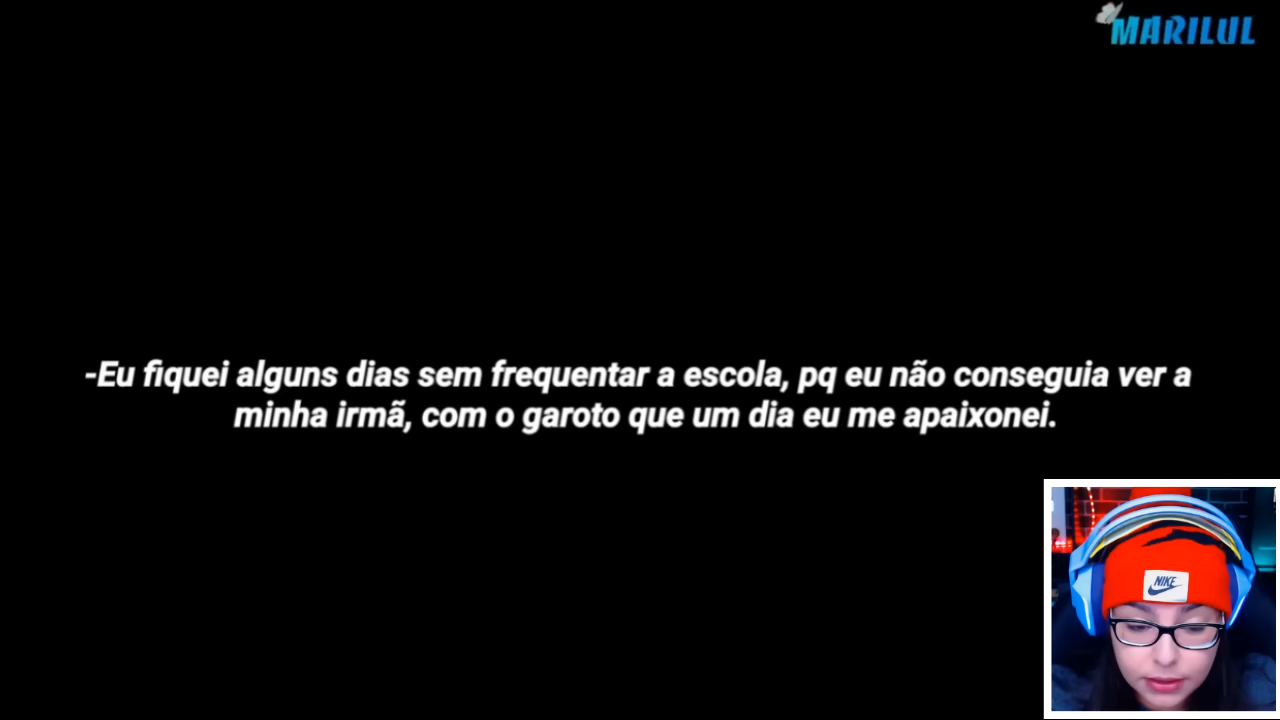 MARILUL
-Eu fiquei alguns dias sem frequentar a escola, pq eu não conseguia ver a
minha irmã, com o garoto que um dia eu me apaixonei.
NIKE